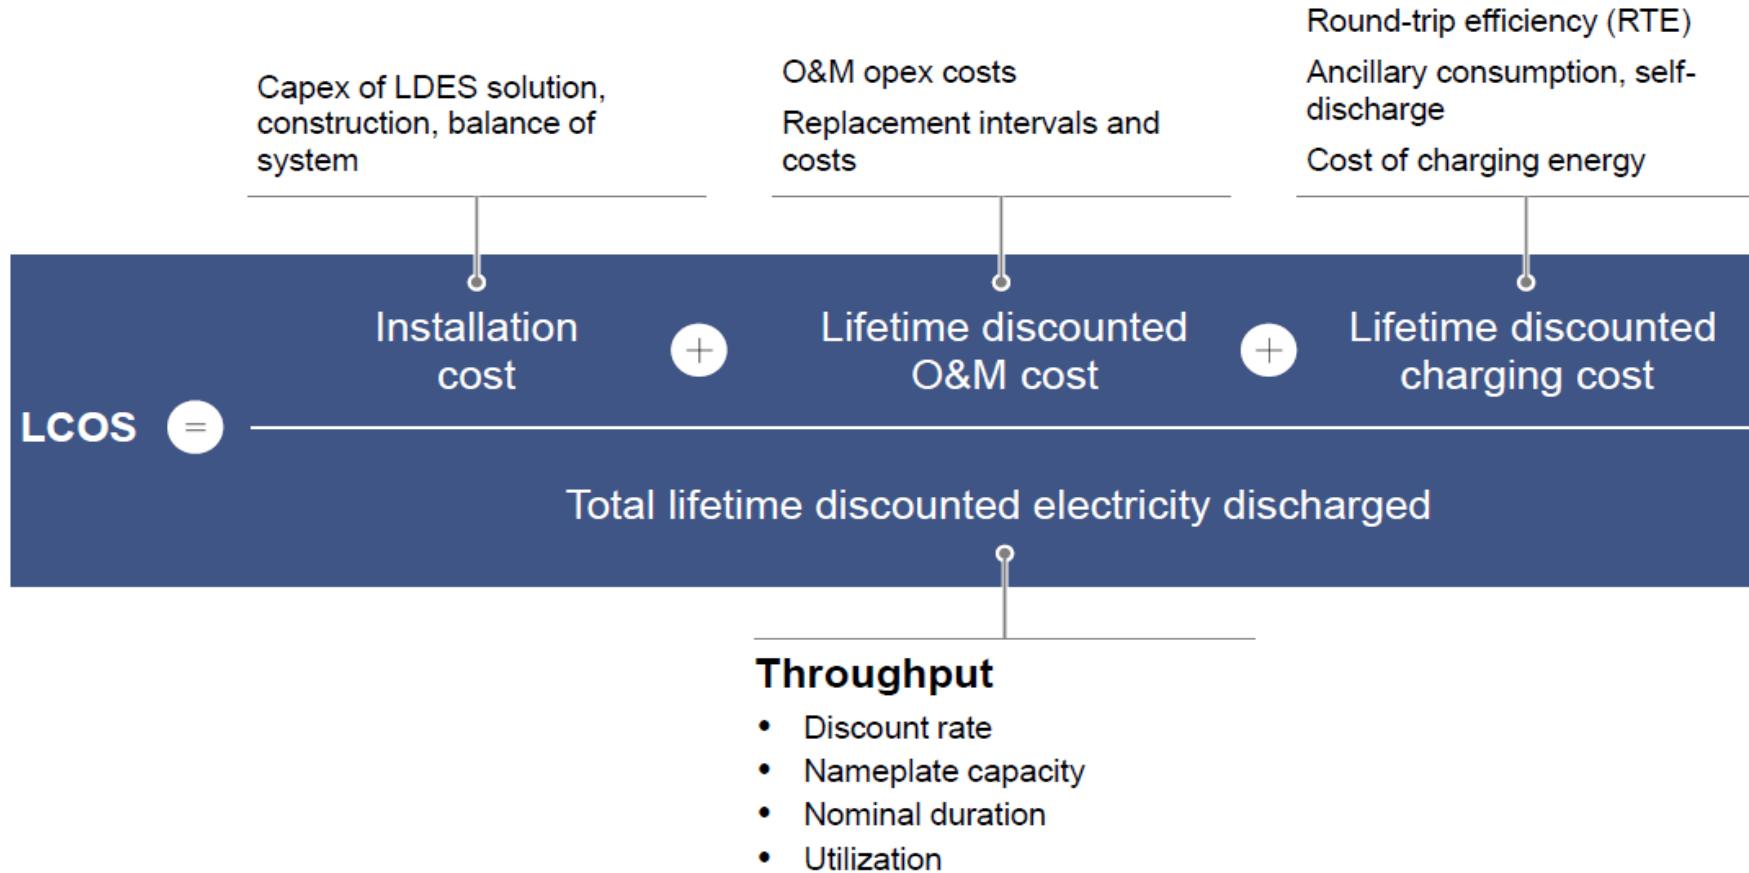 Capex of LDES solution,
construction, balance of
system
O&M opex costs
Replacement intervals and
costs
Round-trip efficiency (RTE)
Ancillary consumption, self-
discharge
Cost of charging energy
LCOS
=
Installation
cost
+
Lifetime discounted
O&M cost
+
Lifetime discounted
charging cost
Total lifetime discounted electricity discharged
Throughput
• Discount rate
• Nameplate capacity
• Nominal duration
• Utilization